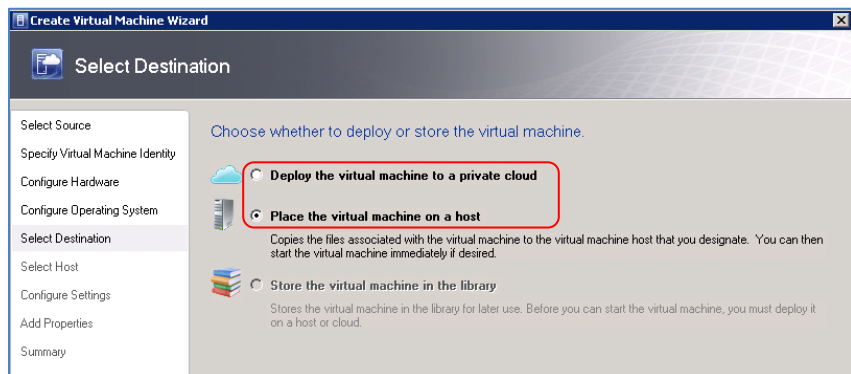 Create Virtual Machine Wizard
Select Destination
Select Source
Specify Virtual Machine Identity
Configure Hardware
Configure Operating System
Select Destination
Select Host
Configure Settings
Add Properties
Summary
Choose whether to deploy or store the virtual machine.
Deploy the virtual machine to a private cloud
Place the virtual machine on a host
Copies the files associated with the virtual machine to the virtual machine host that you designate. You can then
start the virtual machine immediately if desired.
Store the virtual machine in the library
Stores the virtual machine in the library for later use. Before you can start the virtual machine, you must deploy it
on a host or cloud.